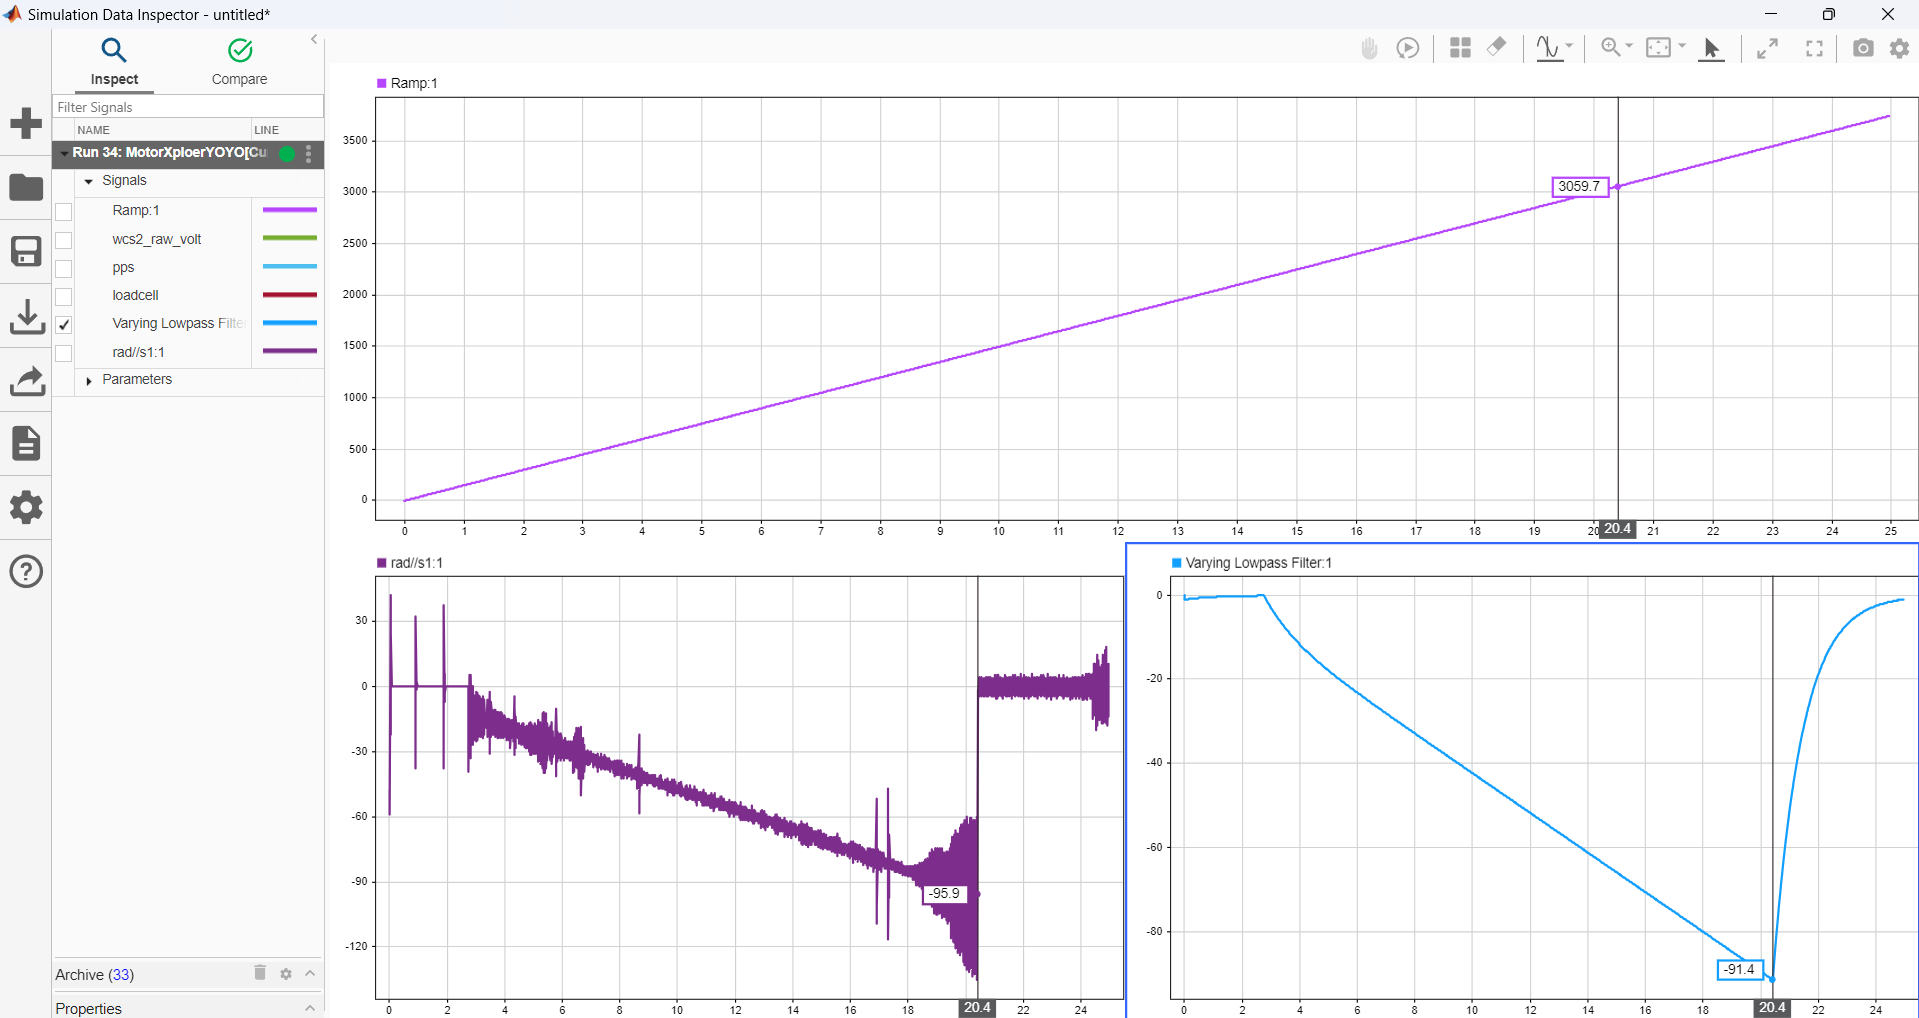 Simulation Data Inspector - untitled*
Inspect
Compare
Filter Signals
NAME
LINE
Run 34: MotorXploerYOYO[Cu
Signals
Ramp:1
wcs2_raw_volt
pps
loadcell
Varying Lowpass Filte
rad//s1:1
Parameters
Archive (33)
Properties
Ramp:1
3500
3000
2500
2000
1500
1000
500
0
3059.7
0 1 2 3 4 5 6 7 8 9 10 11 12 13 14 15 16 17 18 19 20 20.4 21 22 23 24 25
rad//s1:1
30
0
-30
-60
-90
-120
-95.9
0 2 4 6 8 10 12 14 16 18 20.4 22 24
Varying Lowpass Filter:1
0
-20
-40
-60
-80
-91.4
0 2 4 6 8 10 12 14 16 18 20.4 22 24